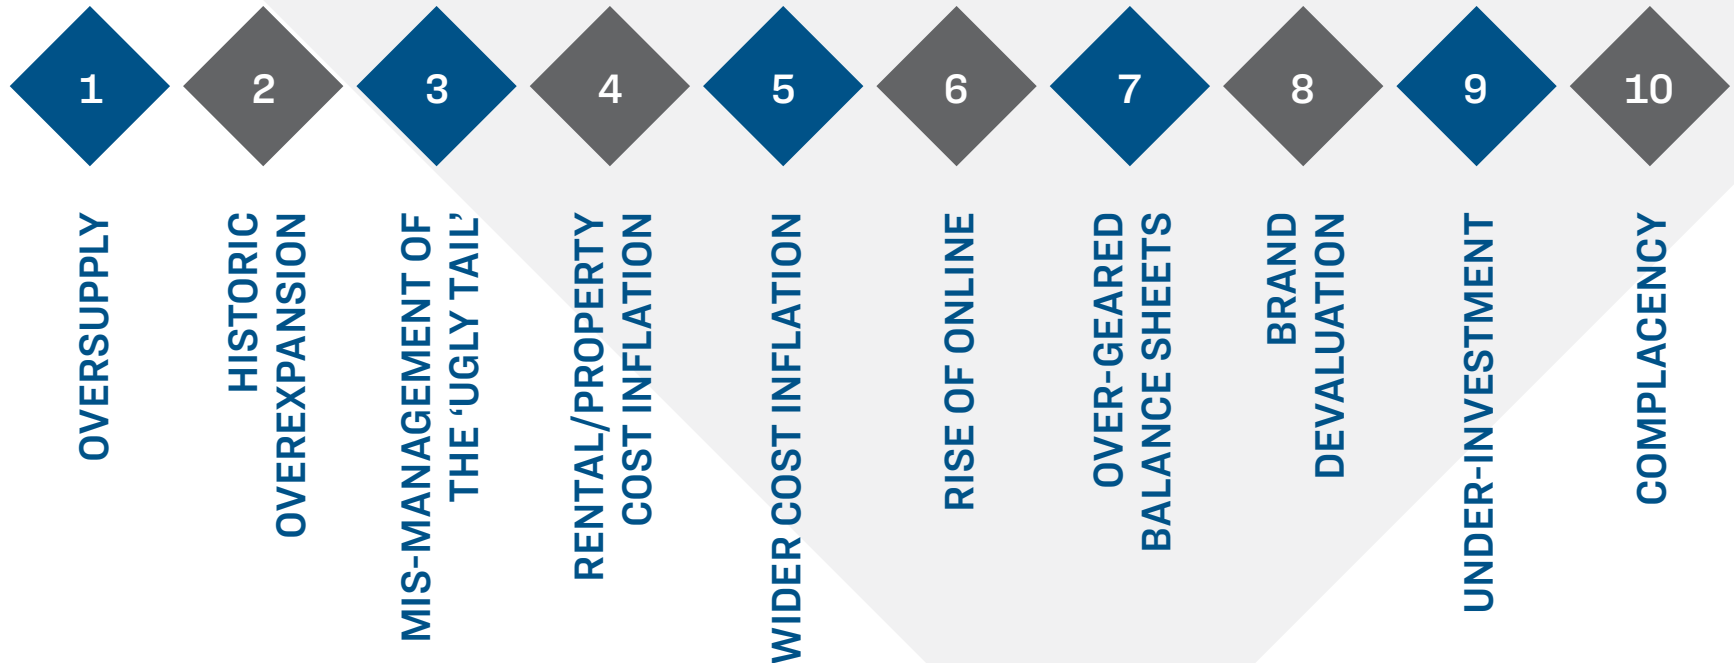 1
OVERSUPPLY
2
HISTORIC
OVEREXPANSION
3
MIS-MANAGEMENT OF
THE ‘UGLY TAIL’
4
RENTAL/PROPERTY
COST INFLATION
5
WIDER COST INFLATION
6
RISE OF ONLINE
7
OVER-GEARED
BALANCE SHEETS
8
BRAND
DEVALUATION
9
UNDER-INVESTMENT
10
COMPLACENCY